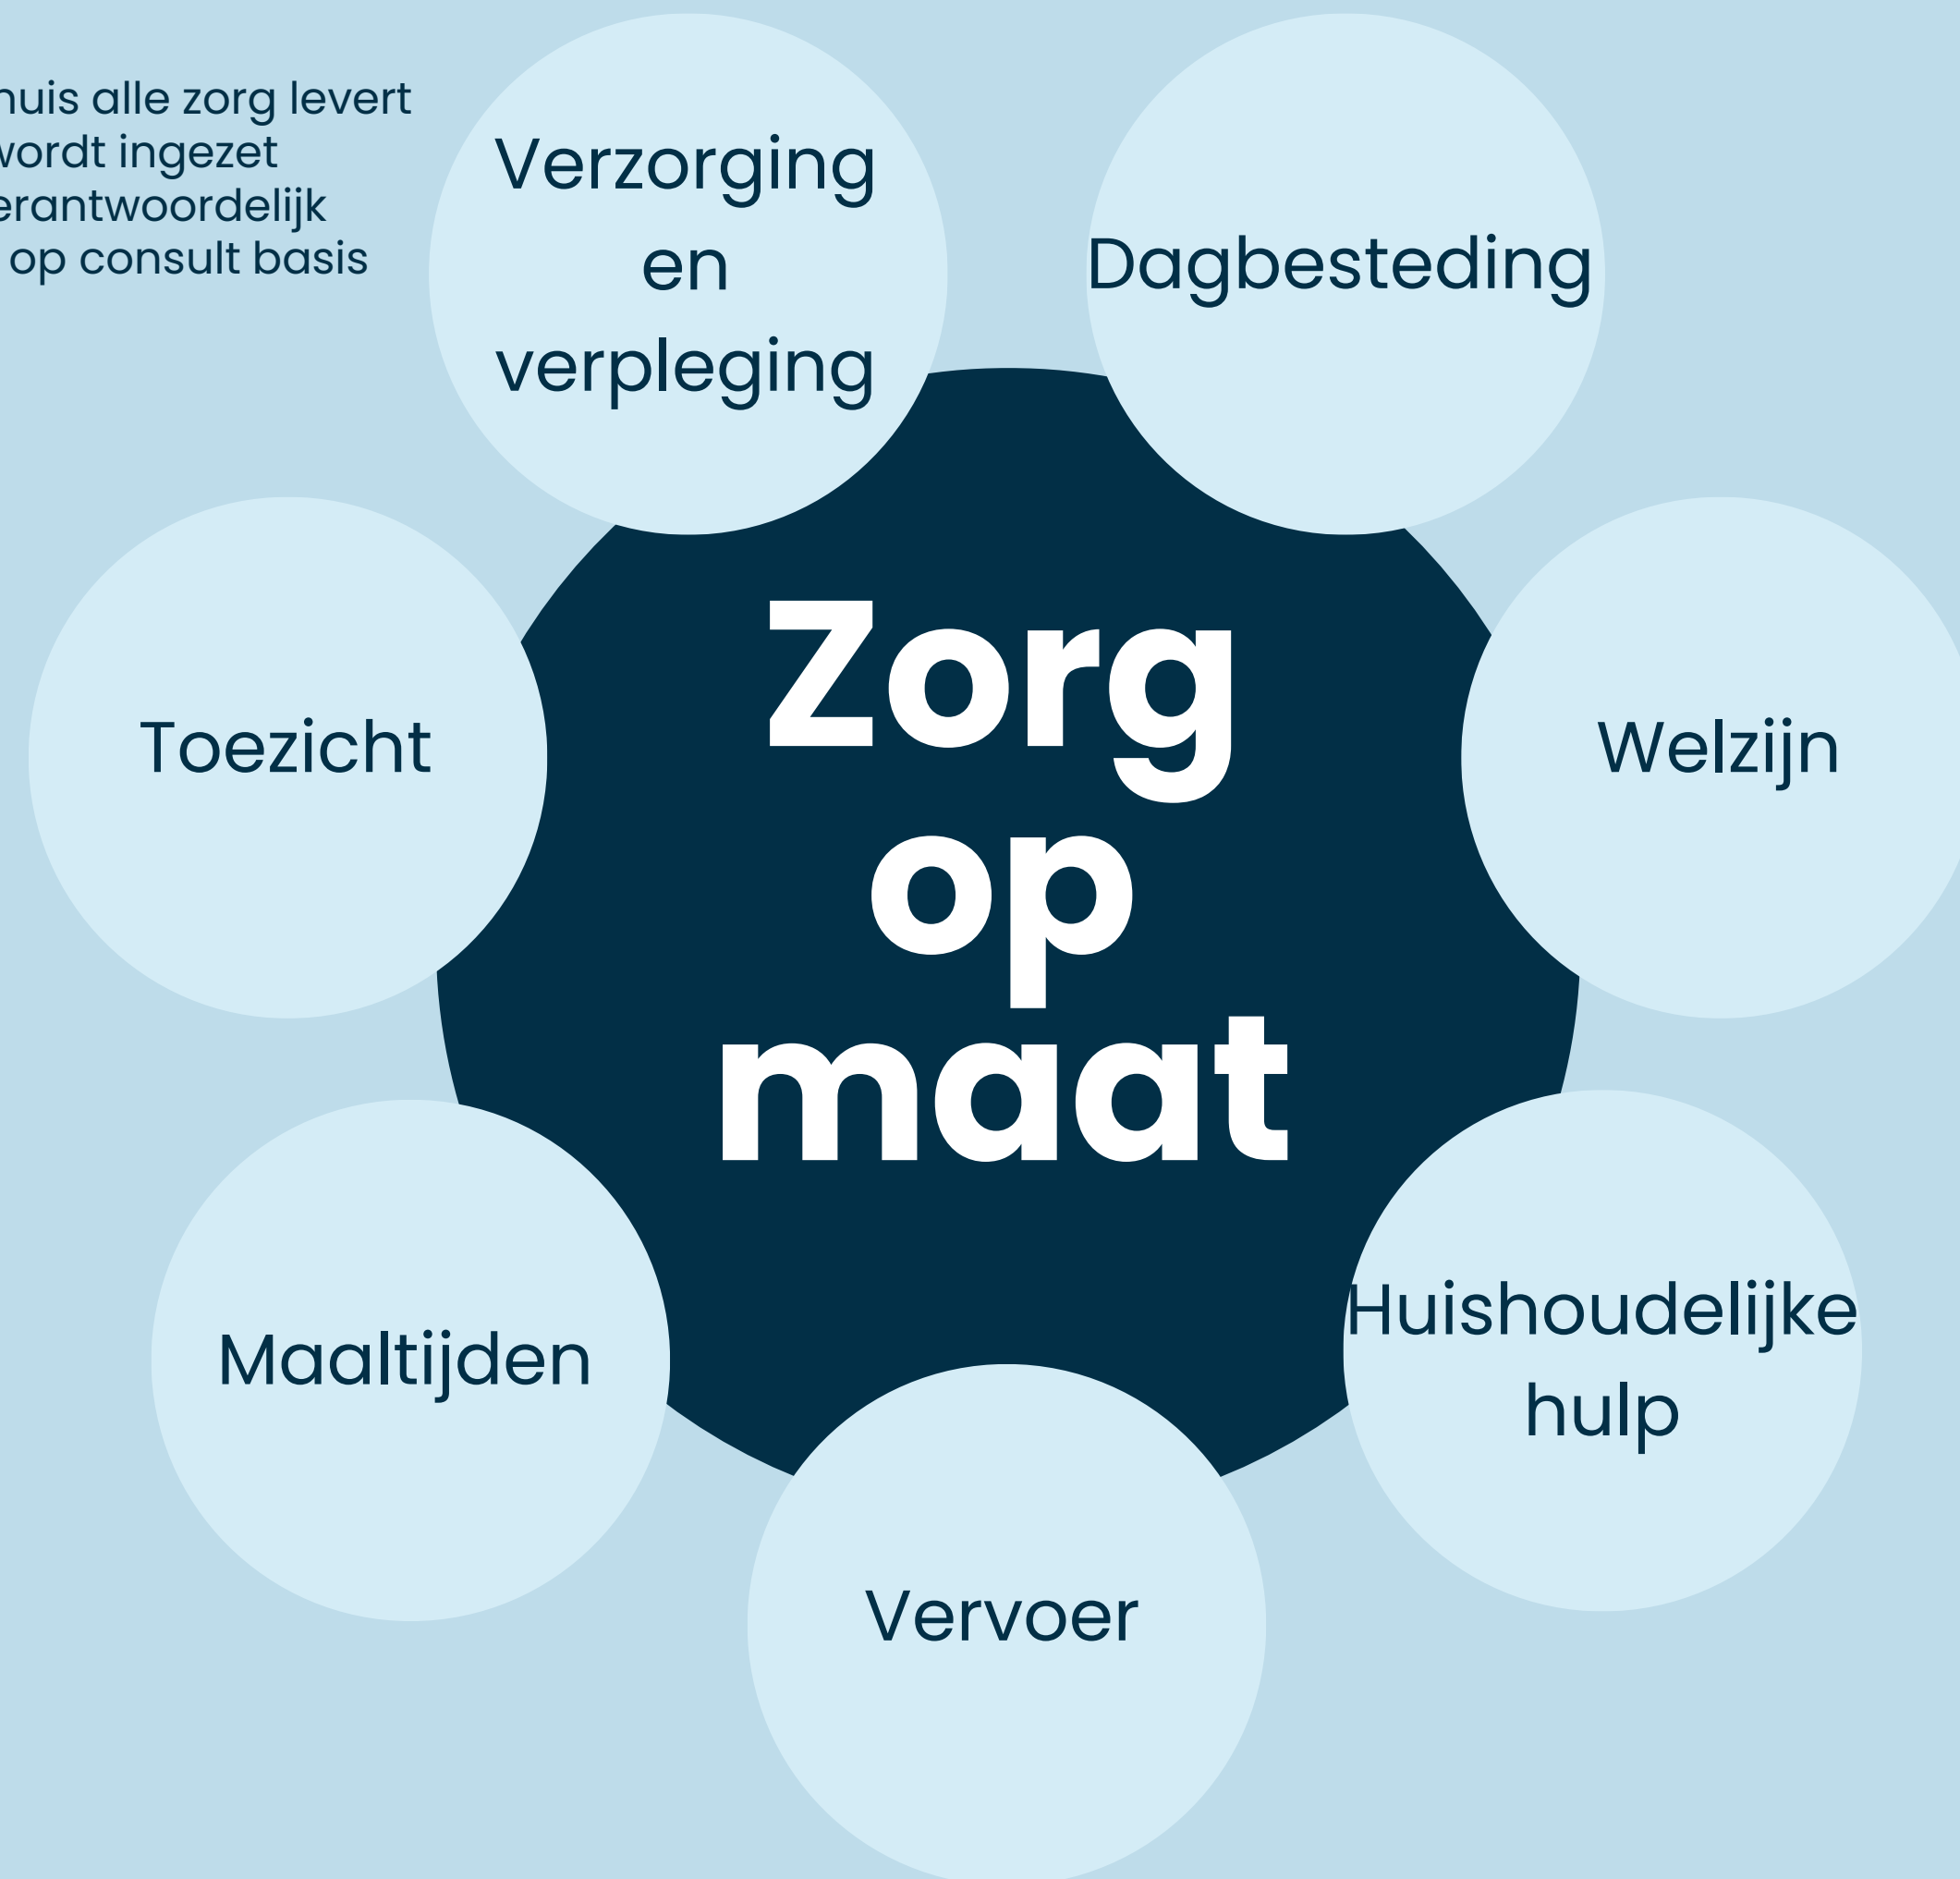 huis alle zorg levert
wordt ingezet
erantwoordelijk
op consult basis
Verzorging
en
verpleging
Dagbesteding
Toezicht
Welzijn
Zorg
op
maat
Maaltijden
Huishoudelijke
hulp
Vervoer